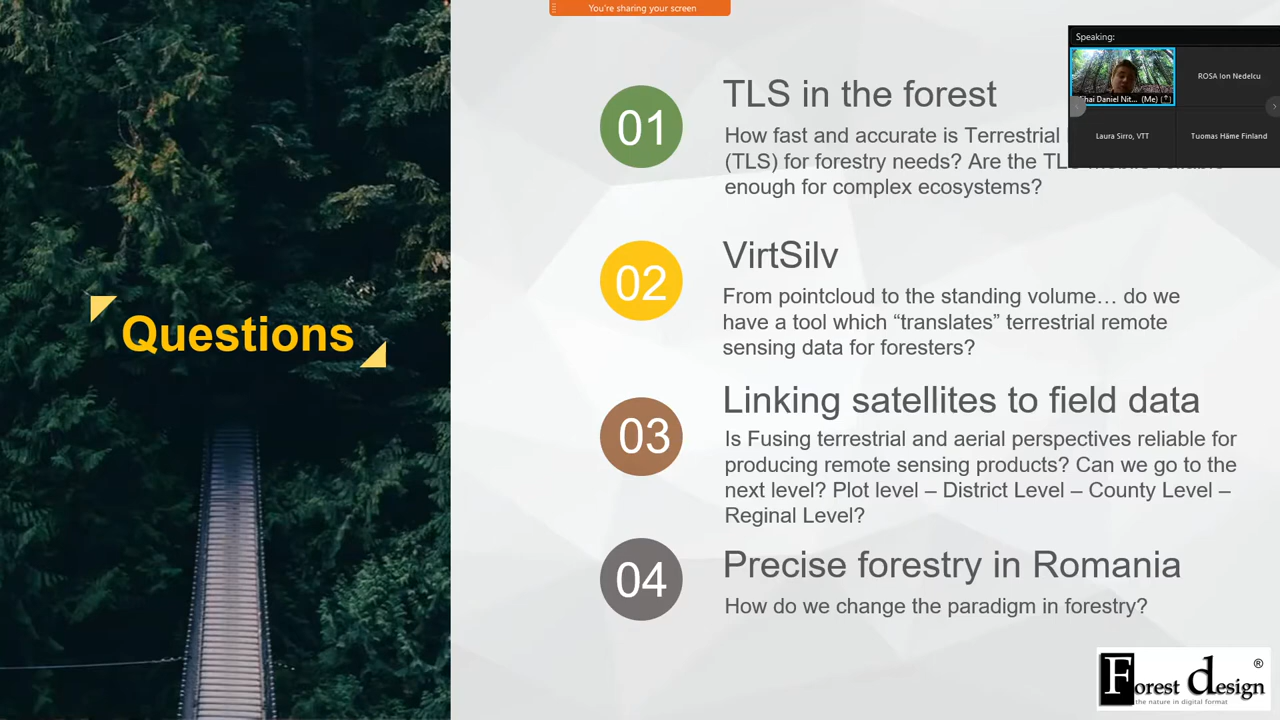 You're sharing your screen
Speaking:
ROSA Ion Nedelcu
Daniel Nit... (Me)
Laura Sirro, VTT
Tuomas Häme Finland
Questions
01
TLS in the forest
How fast and accurate is Terrestrial
(TLS) for forestry needs? Are the
enough for complex ecosystems?
02
VirtSilv
From pointcloud to the standing volume… do we
have a tool which “translates” terrestrial remote
sensing data for foresters?
03
Linking satellites to field data
Is Fusing terrestrial and aerial perspectives reliable for
producing remote sensing products? Can we go to the
next level? Plot level – District Level – County Level –
Reginal Level?
04
Precise forestry in Romania
How do we change the paradigm in forestry?
Forest design ®
the nature in digital format